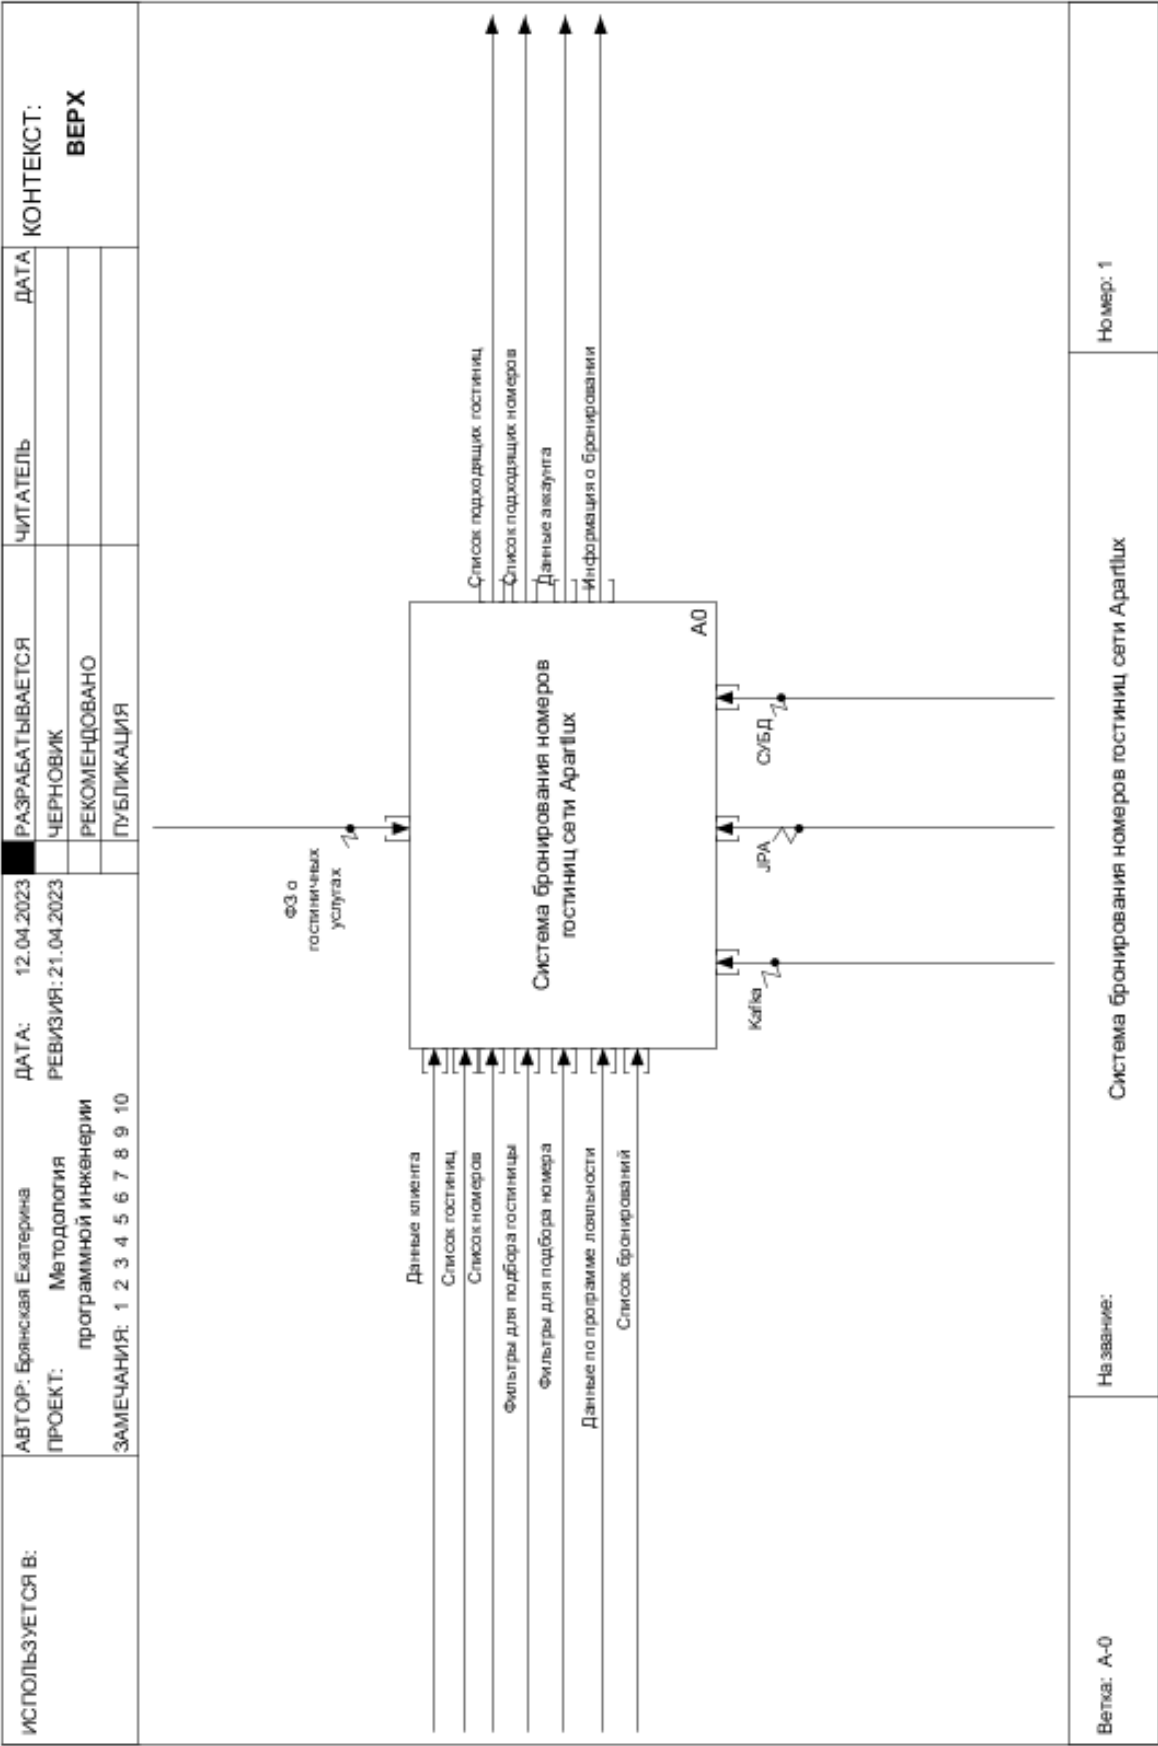 ИСПОЛЬЗУЕТСЯ В:
АВТОР: Брянская Екатерина
ДАТА: 12.04.2023
ПРОЕКТ: Методология
программной инженерии
РЕВИЗИЯ: 21.04.2023
ЗАМЕЧАНИЯ: 1 2 3 4 5 6 7 8 9 10
РАЗРАБАТЫВАЕТСЯ
ЧЕРНОВИК
РЕКОМЕНДОВАНО
ПУБЛИКАЦИЯ
ЧИТАТЕЛЬ
ДАТА
КОНТЕКСТ:
ВЕРХ
ФЗ о
гостиничных
услугах
Данные клиента
Список гостиниц
Список номеров
Фильтры для подбора гостиницы
Фильтры для подбора номера
Данные по программе лояльности
Список бронирований
Система бронирования номеров
гостиниц сети Apartlux
A0
Список подходящих гостиниц
Список подходящих номеров
Данные аккаунта
Информация о бронировании
Kafka
JPA
СУБД
Ветка: A-0
Название:
Система бронирования номеров гостиниц сети Apartlux
Номер: 1